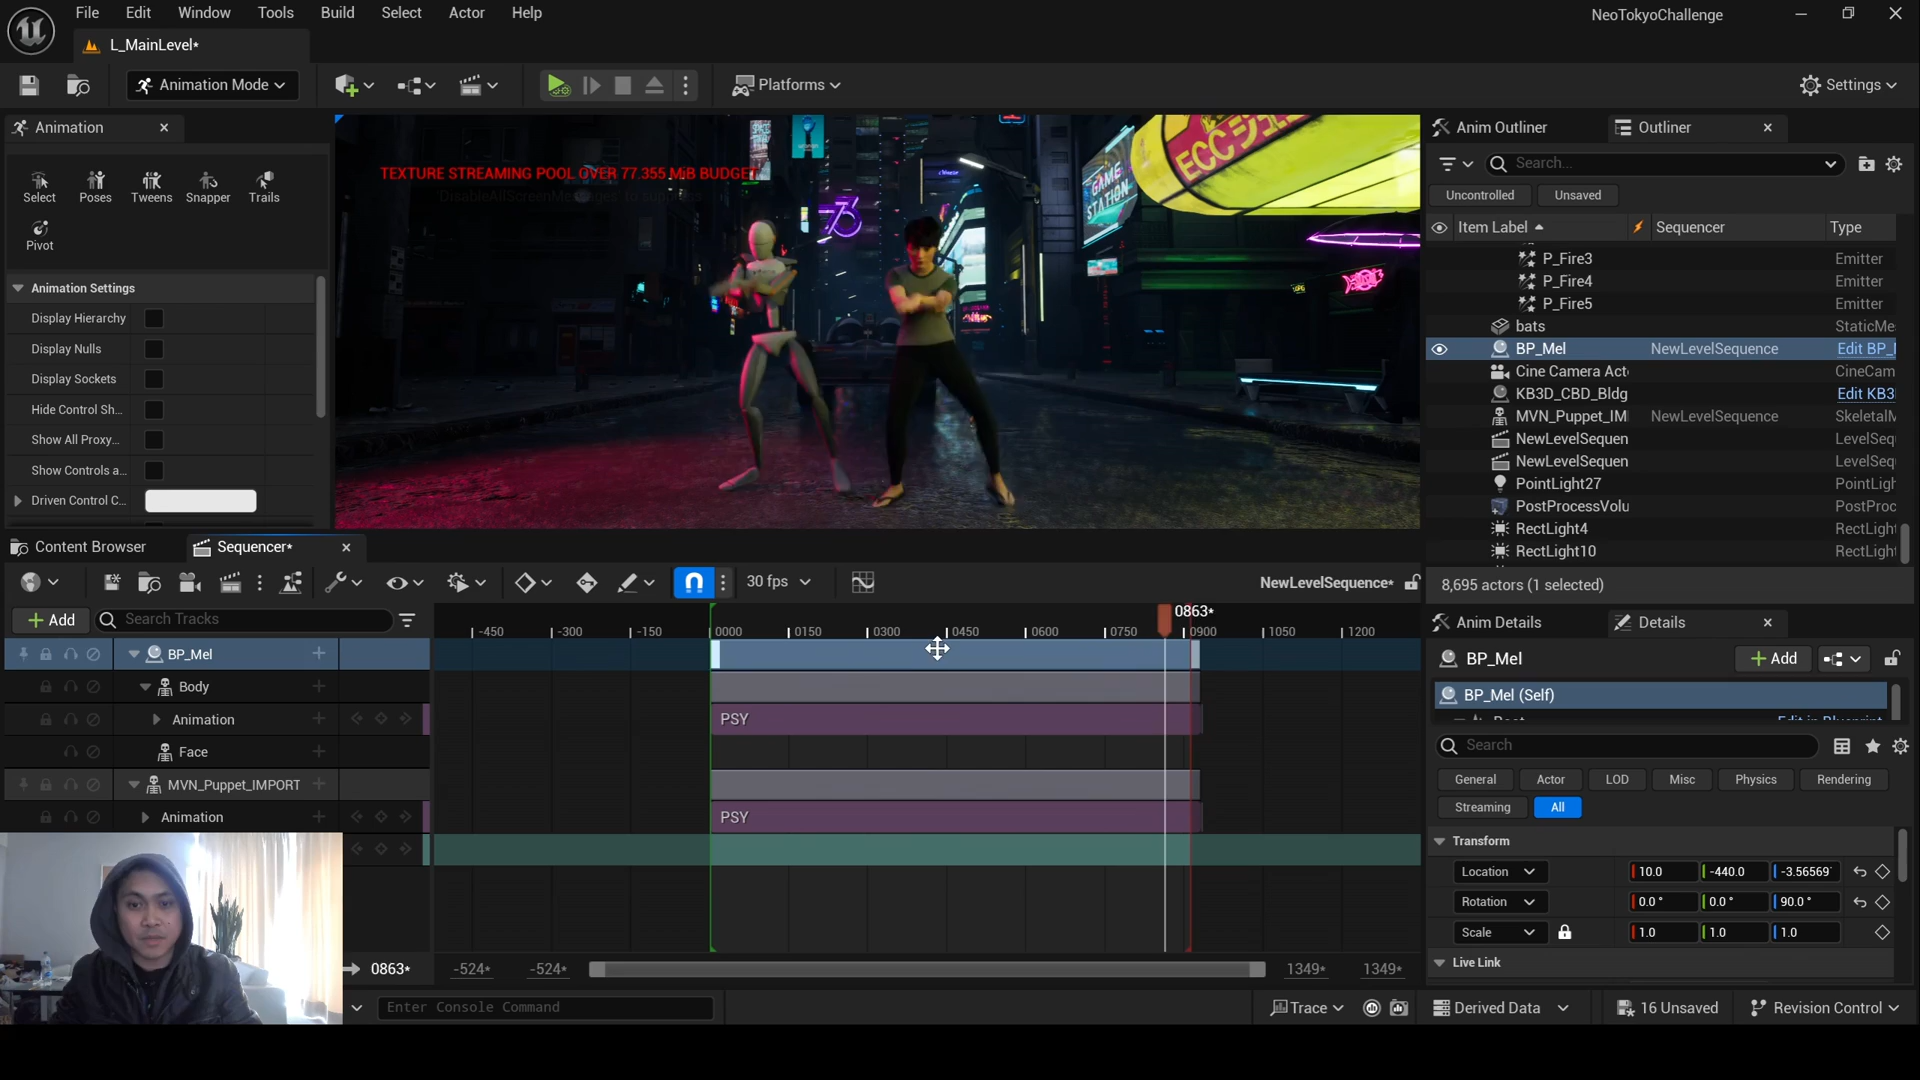 File Edit Window Tools Build Select Actor Help
NeoTokyoChallenge
L_MainLevel*
Animation Mode
Platforms
Settings
Animation
Select Poses Tweens Snapper Trails
Pivot
Animation Settings
Display Hierarchy
Display Nulls
Display Sockets
Hide Control Sh...
Show All Proxy...
Show Controls a...
Driven Control C...
TEXTURE STREAMING POOL OVER 77.355 MiB BUDGET
GAME STATION
Anim Outliner
Outliner
Search...
Uncontrolled Unsaved
Item Label Sequencer Type
P_Fire3 Emitter
P_Fire4 Emitter
P_Fire5 Emitter
bats StaticMe
BP_Mel NewLevelSequence Edit BP_
Cine Camera Act CineCam
KB3D_CBD_Bldg Edit KB3
MVN_Puppet_IM NewLevelSequence SkeletalM
NewLevelSequen LevelSeq
NewLevelSequen LevelSeq
PointLight27 PointLigh
PostProcessVolu PostProc
RectLight4 RectLight
RectLight10 RectLight
8,695 actors (1 selected)
Content Browser
Sequencer*
30 fps
NewLevelSequence*
Add
Search Tracks
0863*
-450 -300 -150 0000 0150 0300 0450 0600 0750 0900 1050 1200
BP_Mel
Body
Animation
PSY
Face
MVN_Puppet_IMPORT
Animation
PSY
0863*
-524* -524* 1349* 1349*
Anim Details
Details
BP_Mel
Add
BP_Mel (Self)
Search
General Actor LOD Misc Physics Rendering
Streaming All
Transform
Location 10.0 -440.0 -3.56569
Rotation 0.0 ° 0.0 ° 90.0 °
Scale 1.0 1.0 1.0
Live Link
Enter Console Command
Trace
Derived Data
16 Unsaved
Revision Control